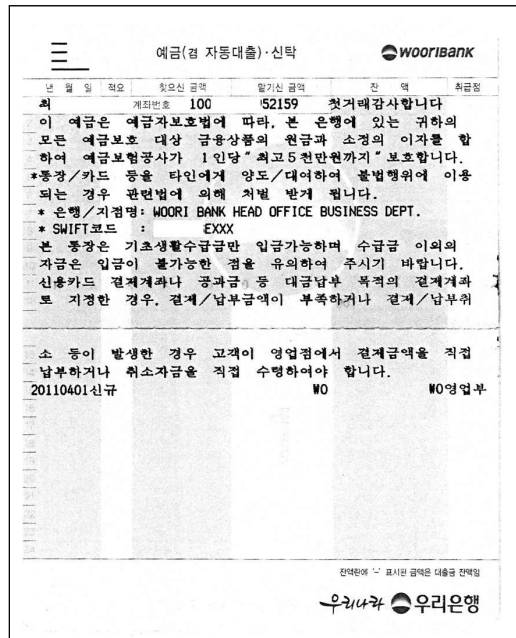 예금(겸 자동대출)·신탁
WOORIBANK
년 월 일 적요 찾으신 금액 맡기신 금액 잔 액 취급점
최 계좌번호 100 52159 첫거래감사합니다
이 예금은 예금자보호법에 따라, 본 은행에 있는 귀하의
모든 예금보호 대상 금융상품의 원금과 소정의 이자를 합
하여 예금보험공사가 1인당"최고5천만원까지"보호합니다.
*통장/카드 등을 타인에게 양도/대여하여 불법행위에 이용
되는 경우 관련법에 의해 처벌 받게 됩니다.
* 은행/지점명: WOORI BANK HEAD OFFICE BUSINESS DEPT.
* SWIFT코드 : EXXX
본 통장은 기초생활수급금만 입금가능하며 수급금 이외의
자금은 입금이 불가능한 점을 유의하여 주시기 바랍니다.
신용카드 결제계좌나 공과금 등 대금납부 목적의 결제계좌
로 지정한 경우, 결제/납부금액이 부족하거나 결제/납부취
소 등이 발생한 경우 고객이 영업점에서 결제금액을 직접
납부하거나 취소자금을 직접 수령하여야 합니다.
20110401신규 ₩0 ₩0영업부
잔액란에 '-' 표시된 금액은 대출금 잔액임
우리나라 우리은행